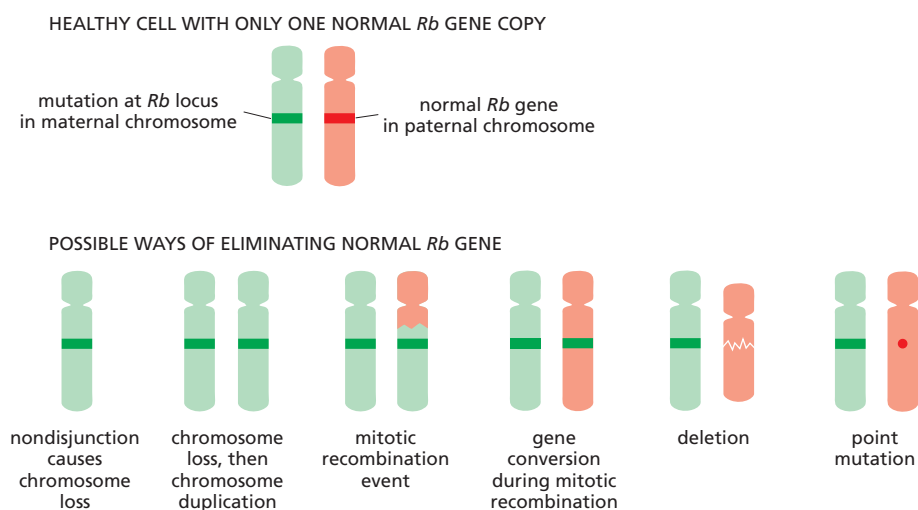 HEALTHY CELL WITH ONLY ONE NORMAL Rb GENE COPY
mutation at Rb locus
in maternal chromosome
normal Rb gene
in paternal chromosome
POSSIBLE WAYS OF ELIMINATING NORMAL Rb GENE
nondisjunction
causes
chromosome
loss
chromosome
loss, then
chromosome
duplication
mitotic
recombination
event
gene
conversion
during mitotic
recombination
deletion
point
mutation